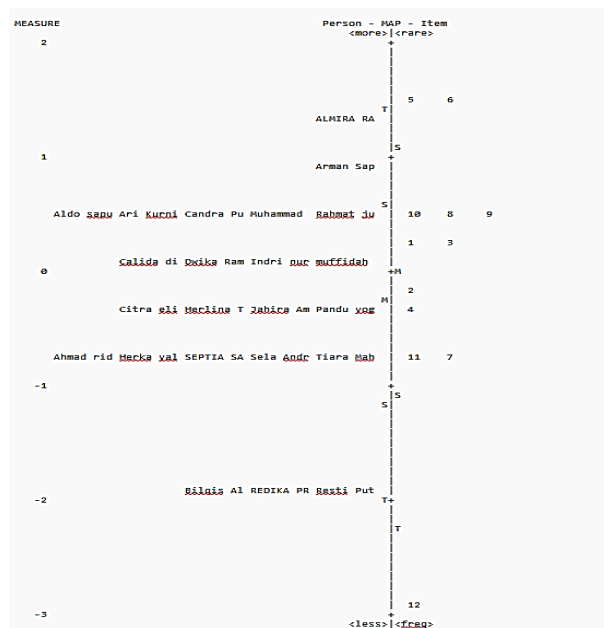 MEASURE Person - MAP - Item
<more>|<rare>
2 +
5 6
T|
ALMIRA RA
|S
1 +
Arman Sap
S|
Aldo sapu Ari Kurni Candra Pu Muhammad Rahmat ju | 10 8 9
1 3
Calida di Dwika Ram Indri nur muffidah
0 +M
2
M|
Citra eli Merlina T Jahira Am Pandu yog | 4
Ahmad rid Herka yal SEPTIA SA Sela Andr Tiara Mah | 11 7
-1 +
|S
S|
Bilqis Al REDIKA PR Resti Put
-2 T+
|T
12
-3 +
<less>|<freq>